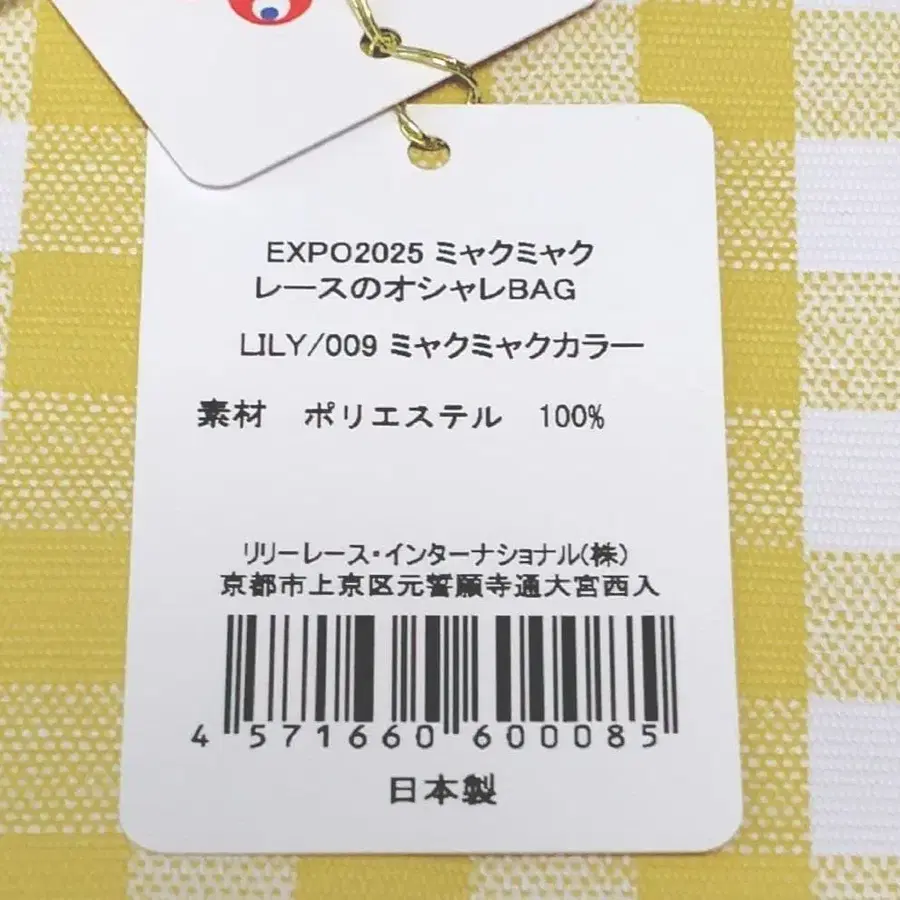 EXPO2025 ミャクミャク
レースのオシャレBAG
LILY/009 ミャクミャクカラー
素材　ポリエステル　100%
リリーレース・インターナショナル(株)
京都市上京区元誓願寺通大宮西入
4 571660 600085
日本製